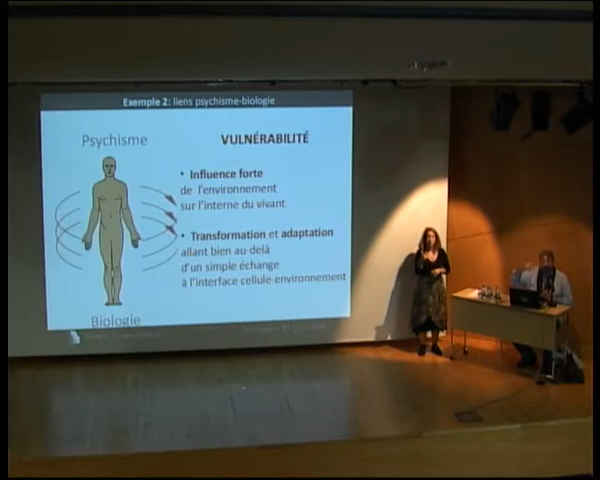 Exemple 2: liens psychisme-biologie
Psychisme
VULNÉRABILITÉ
• Influence forte
de l'environnement
sur l'interne du vivant
• Transformation et adaptation
allant bien au-delà
d'un simple échange
à l'interface cellule-environnement
Biologie